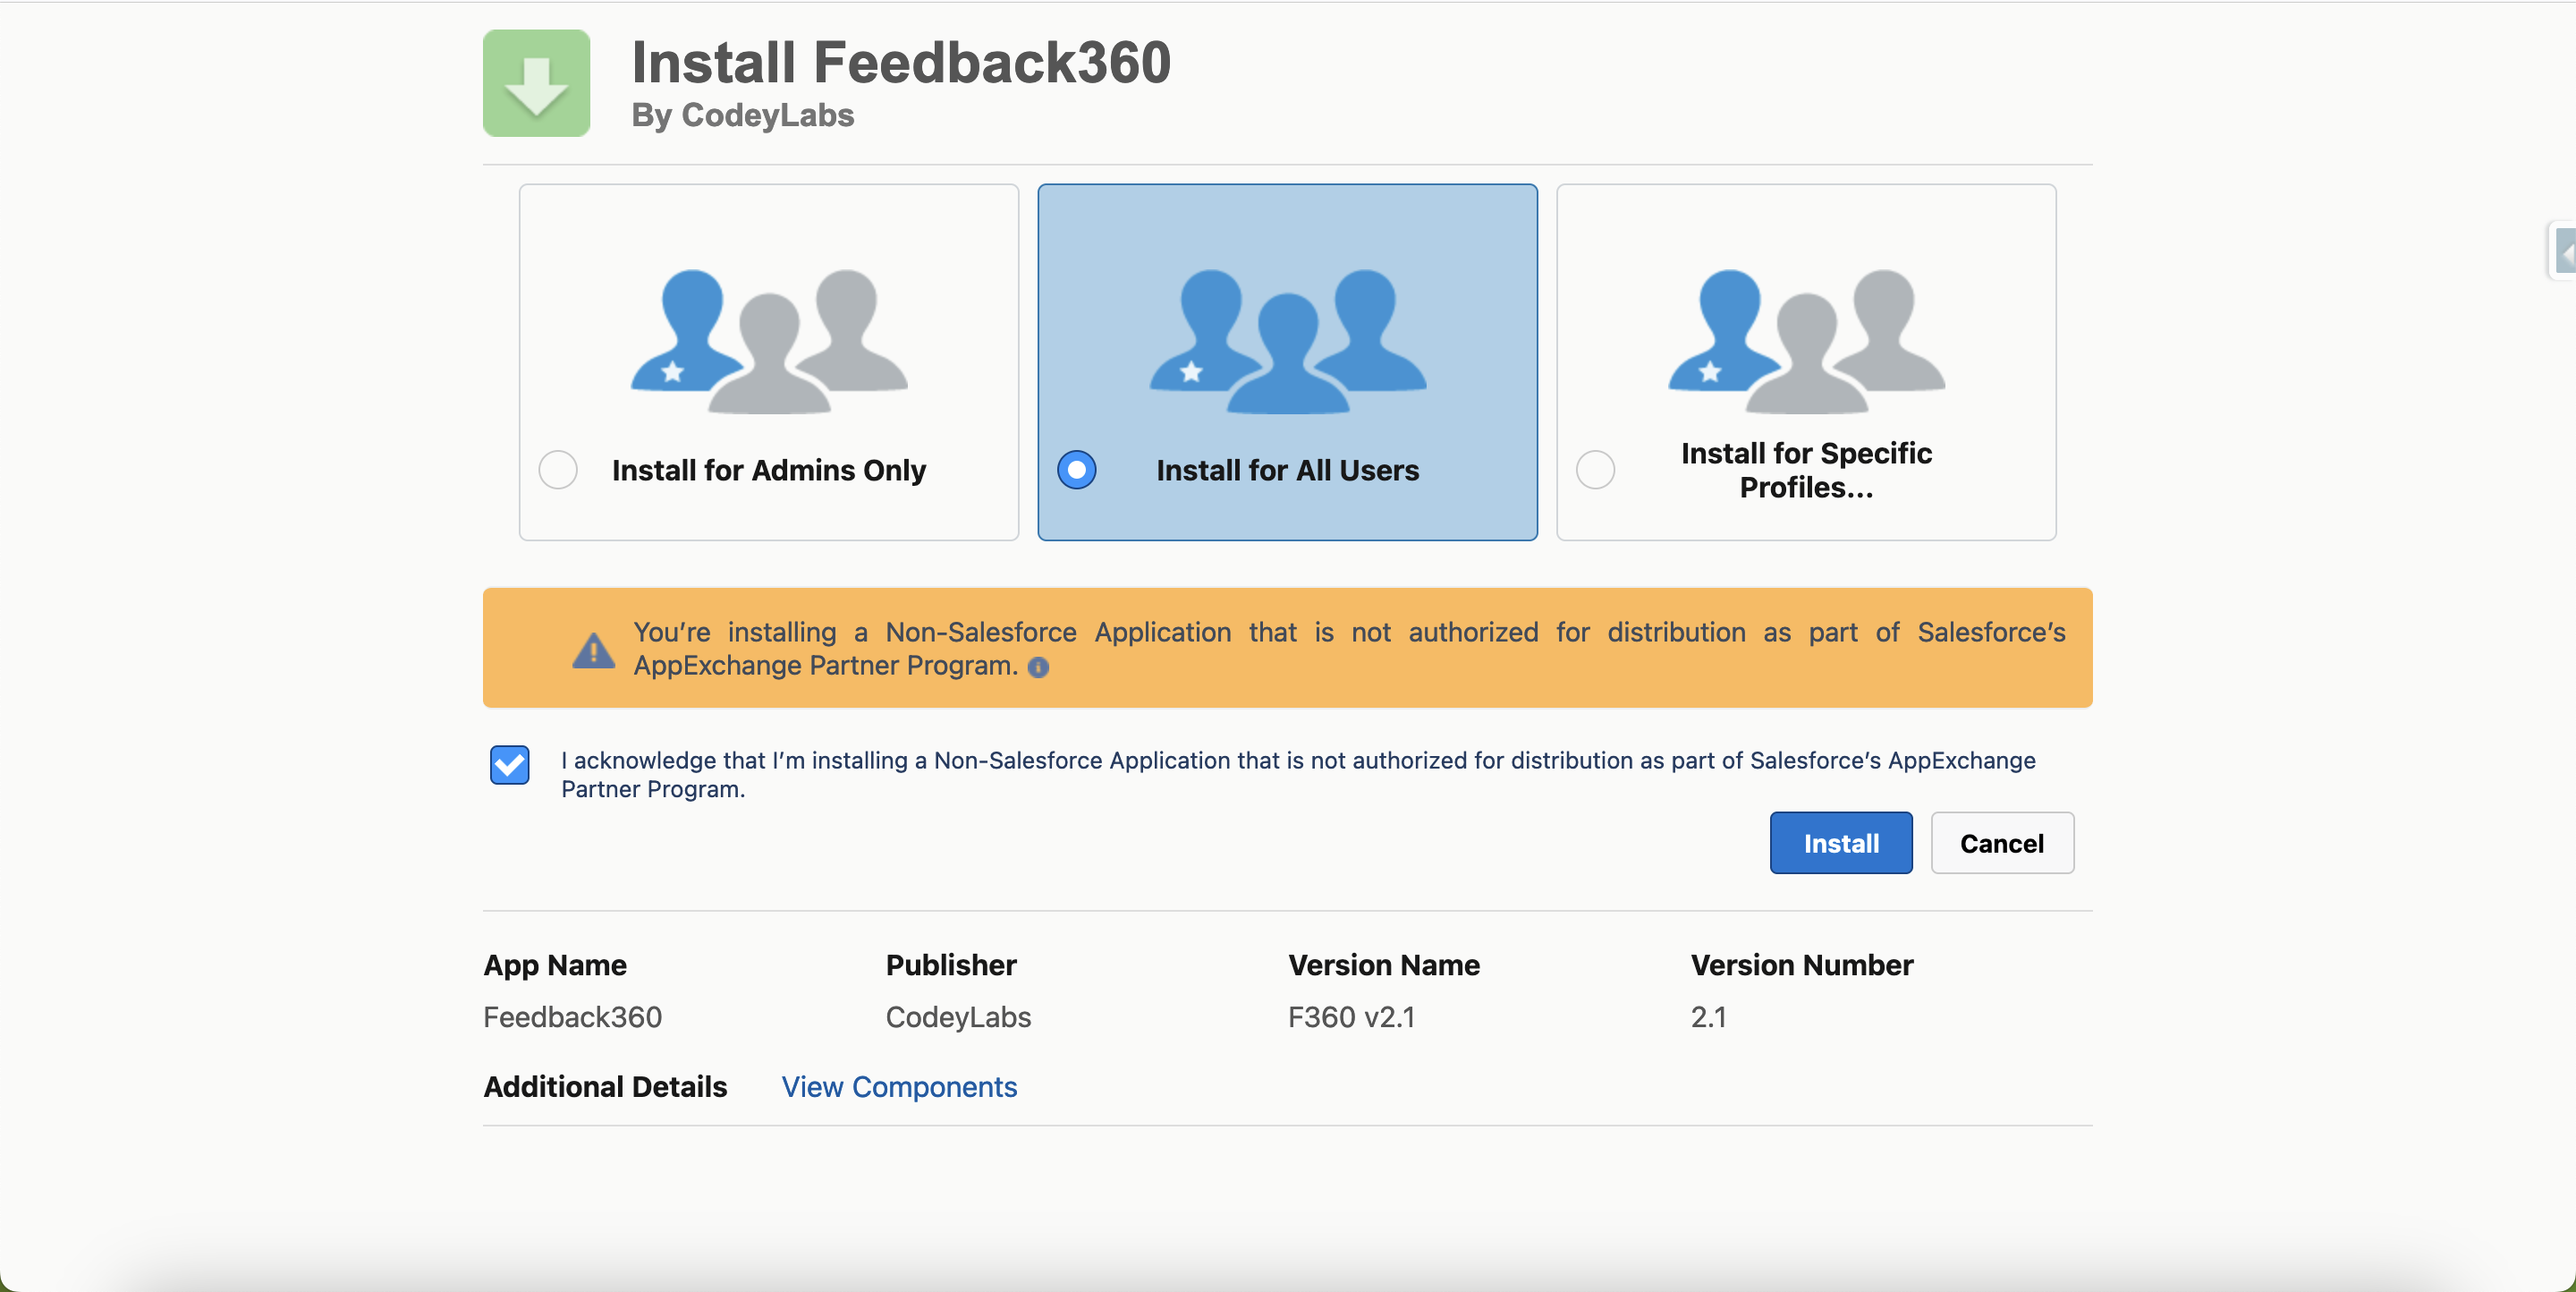 Install Feedback360
By CodeyLabs
Install for Admins Only
Install for All Users
Install for Specific
Profiles...
You’re installing a Non-Salesforce Application that is not authorized for distribution as part of Salesforce’s
AppExchange Partner Program.
I acknowledge that I’m installing a Non-Salesforce Application that is not authorized for distribution as part of Salesforce’s AppExchange
Partner Program.
Install Cancel
App Name Publisher Version Name Version Number
Feedback360 CodeyLabs F360 v2.1 2.1
Additional Details View Components